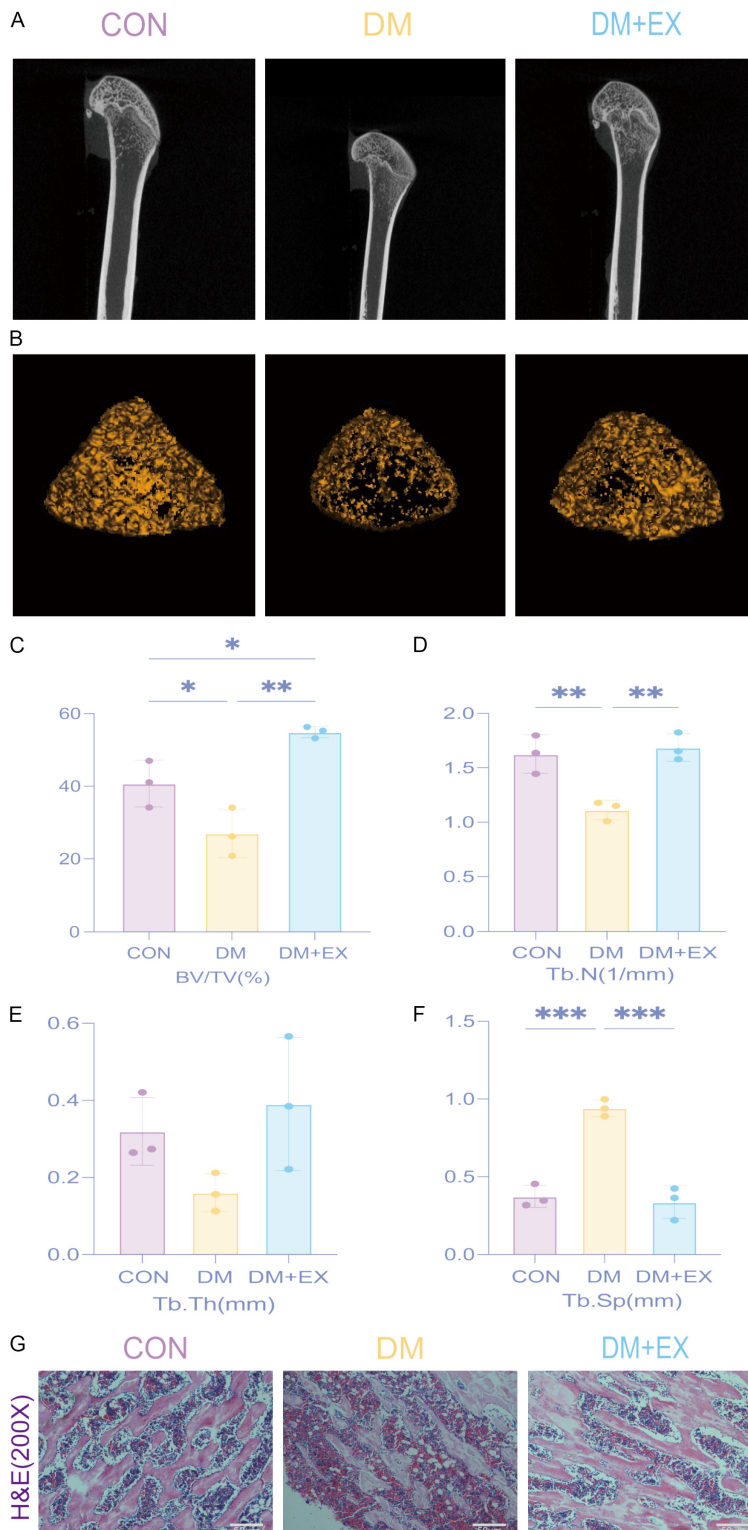 A
CON DM DM+EX
B
C
*
* **
60
40
20
0
CON DM DM+EX
BV/TV(%)
D
** **
2.0
1.5
1.0
0.5
0.0
CON DM DM+EX
Tb.N(1/mm)
E
0.6
0.4
0.2
0.0
CON DM DM+EX
Tb.Th(mm)
F
*** ***
1.5
1.0
0.5
0.0
CON DM DM+EX
Tb.Sp(mm)
G
CON DM DM+EX
H&E(200X)